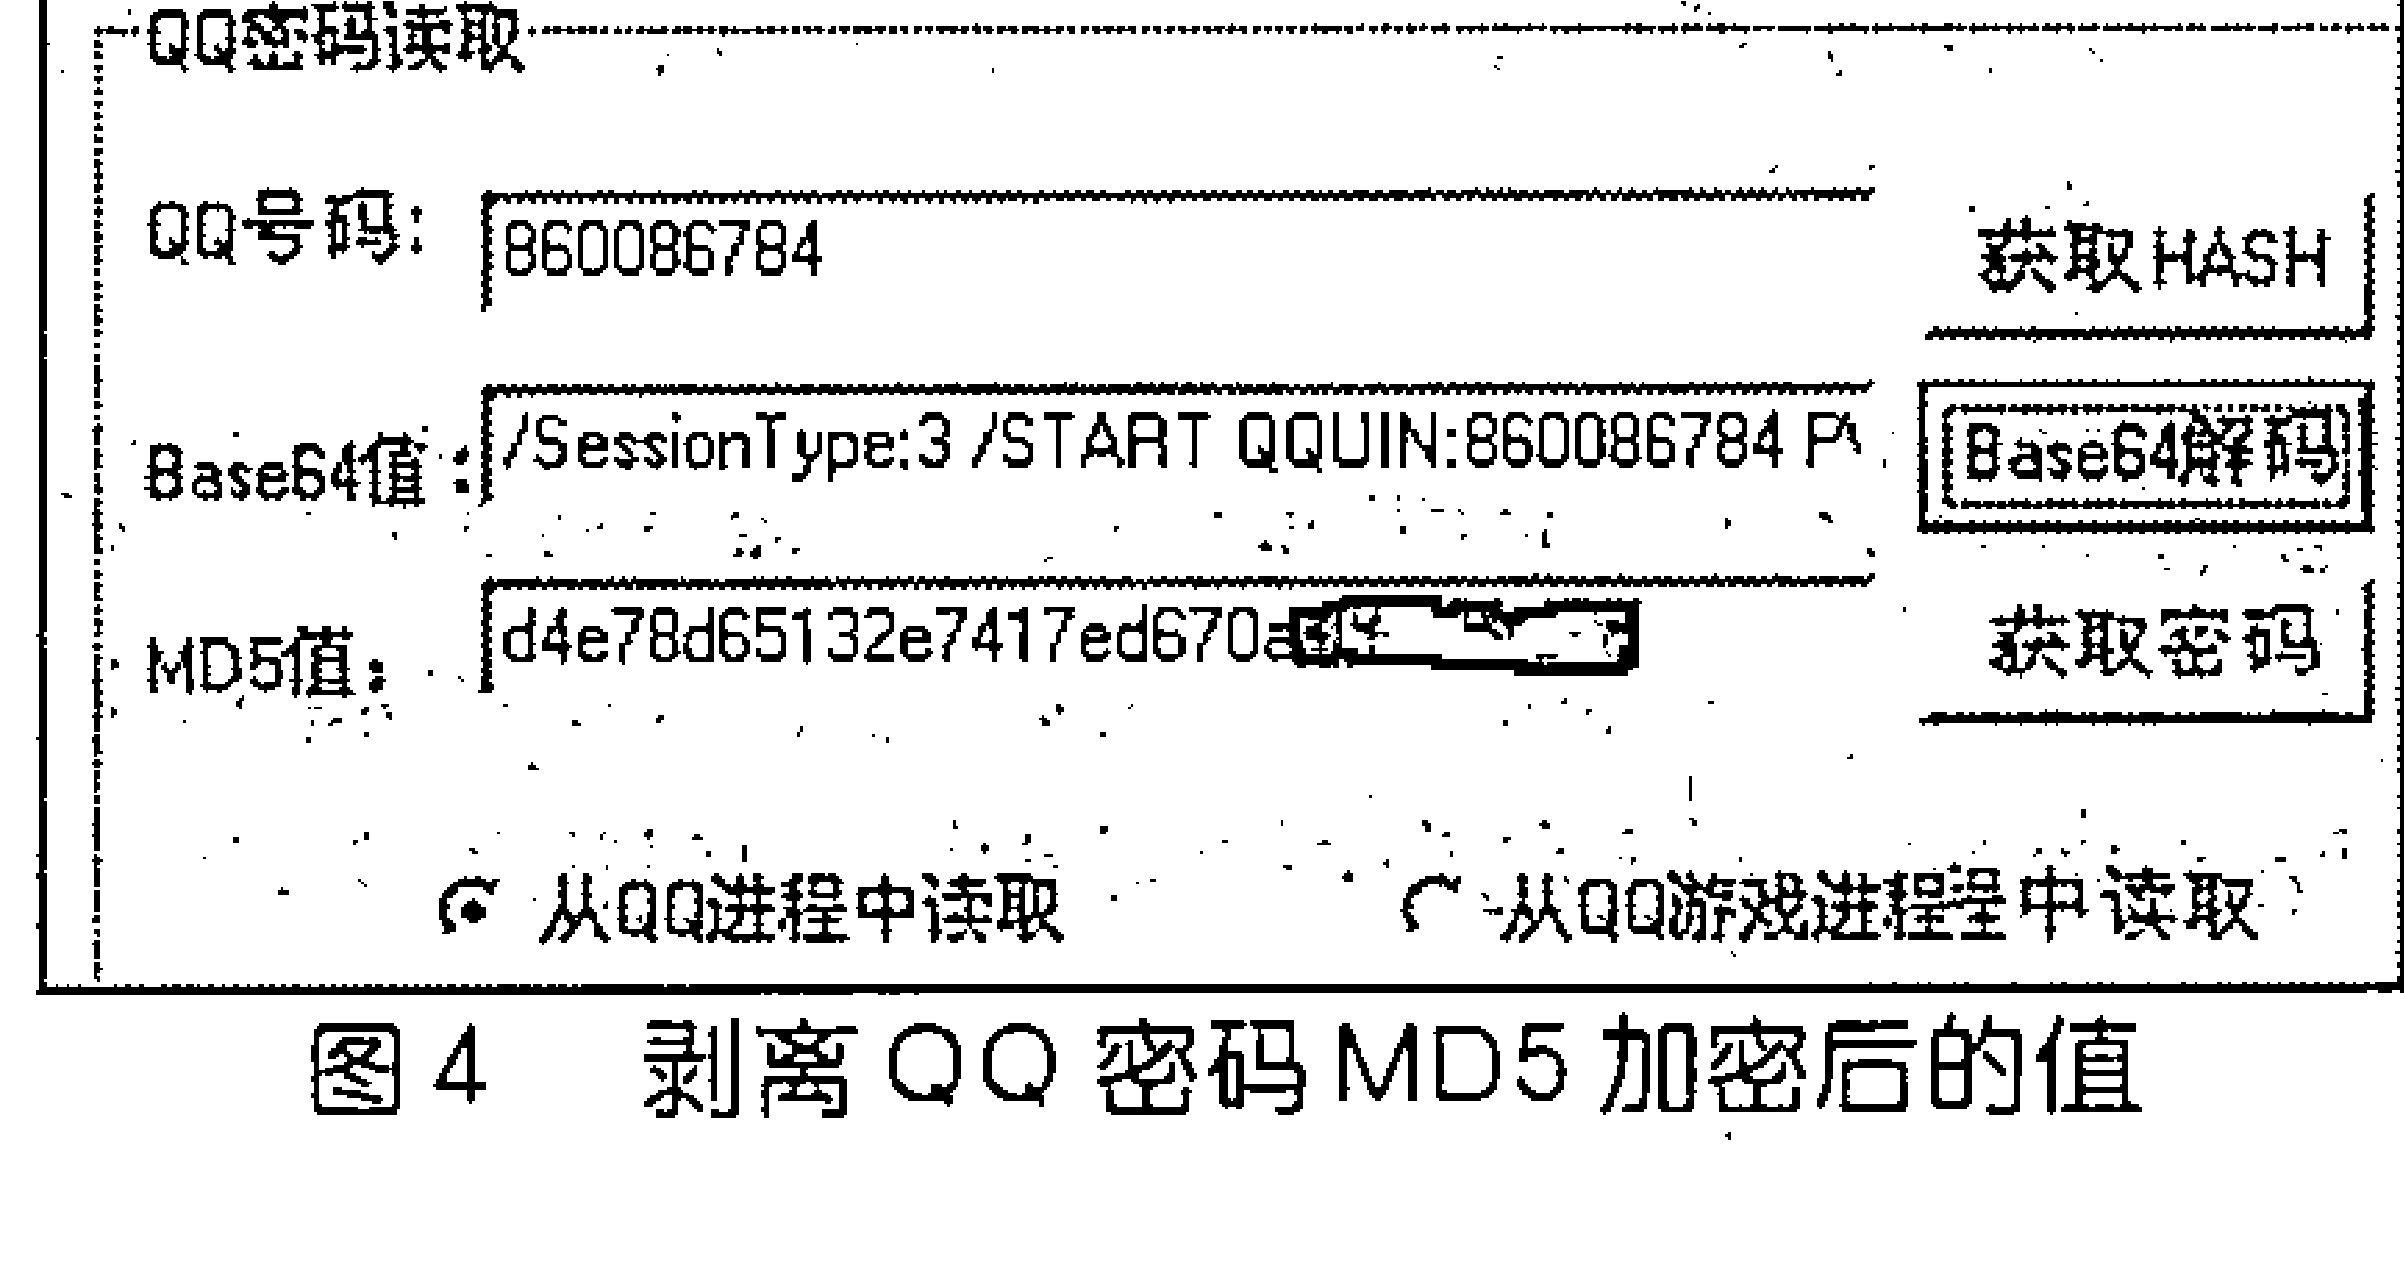 QQ密码读取
QQ号码: 860086784 获取HASH
Base64值: /SessionType:3 /START QQUIN:860086784 Base64解码
MD5值: d4e78d65132e7417ed670a 获取密码
从QQ进程中读取 从QQ游戏进程程中读取
图4 剥离QQ密码MD5加密后的值